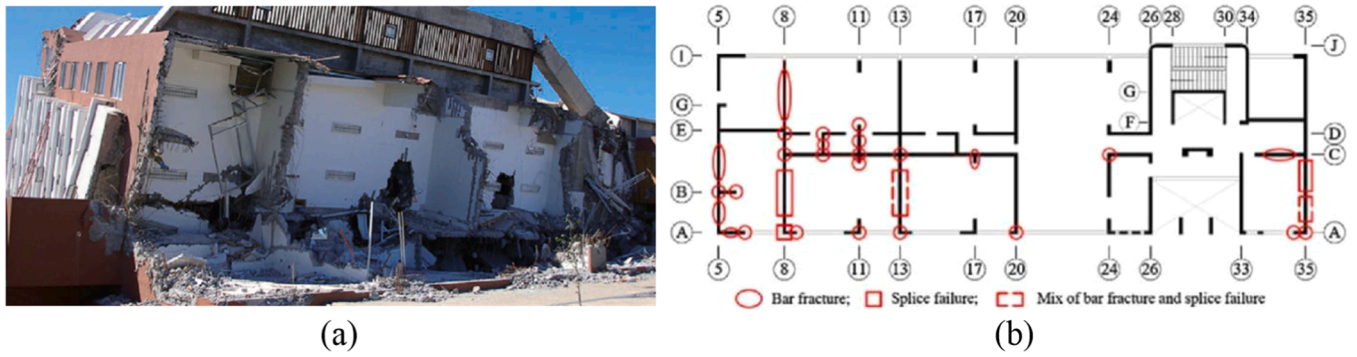 5 8 11 13 17 20 24 26 28 30 34 35
I J
G G
E F D
C
B B
A A
5 8 11 13 17 20 24 26 33 35
Bar fracture; Splice failure; Mix of bar fracture and splice failure
(a) (b)